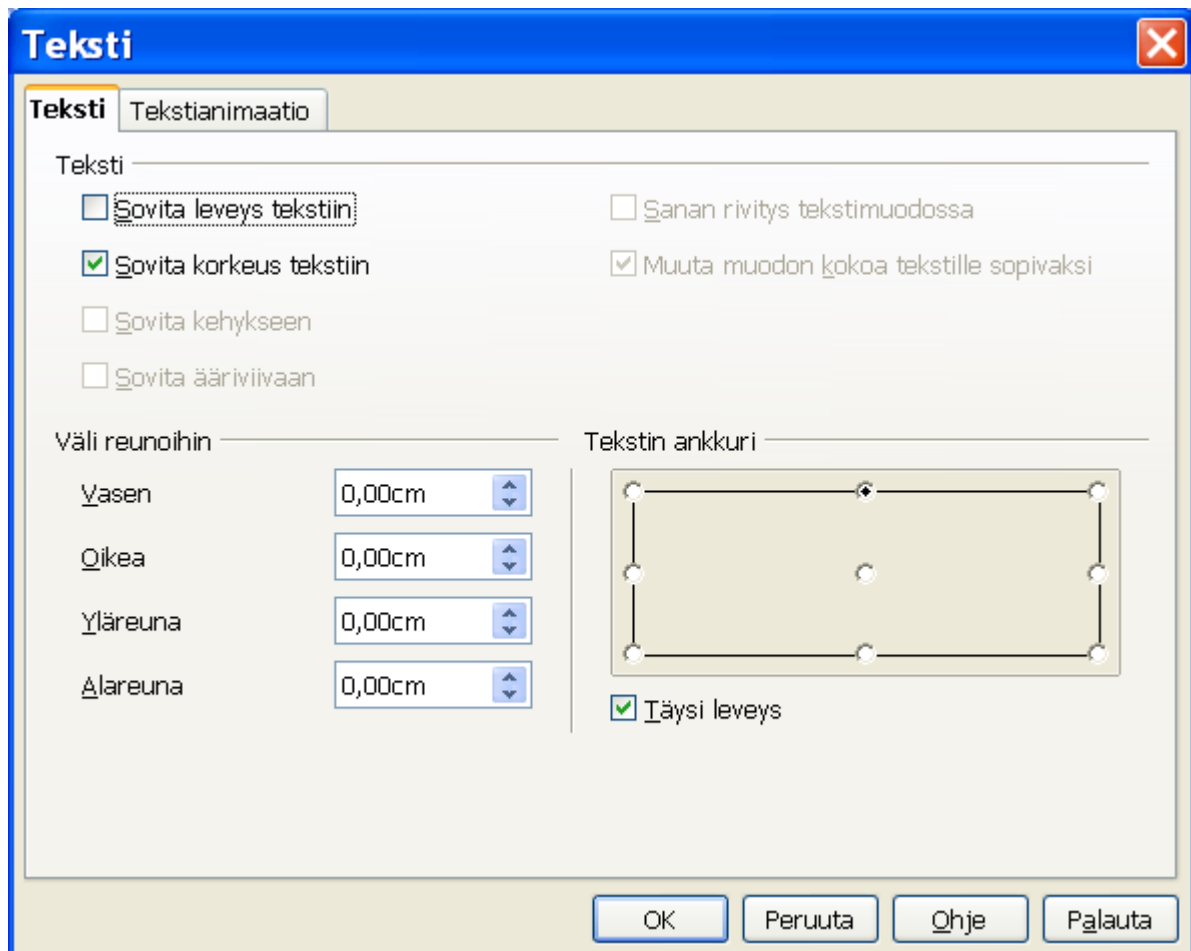 Teksti
Teksti Tekstianimaatio
Teksti
Sovita leveys tekstiin
Sanan rivitys tekstimuodossa
Sovita korkeus tekstiin
Muuta muodon kokoa tekstille sopivaksi
Sovita kehykseen
Sovita ääriviivaan
Väli reunoihin
Vasen 0,00cm
Oikea 0,00cm
Yläreuna 0,00cm
Alareuna 0,00cm
Tekstin ankkuri
Täysi leveys
OK Peruuta Ohje Palauta